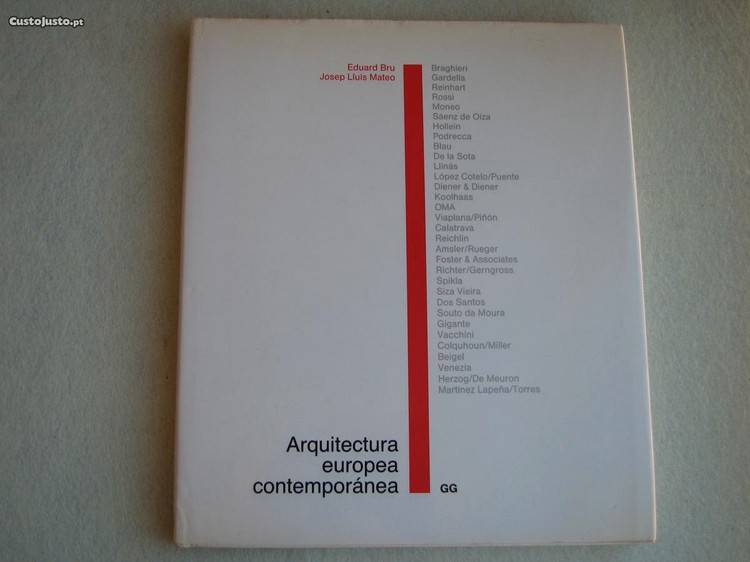 CustoJusto.pt
Eduard Bru
Josep Lluis Mateo
Braghieri
Gardella
Reinhart
Rossi
Moneo
Sáenz de Oiza
Hollein
Podrecca
Blau
De la Sota
Llinás
López Cotelo/Puente
Diener & Diener
Koolhaas
OMA
Viaplana/Piñón
Calatrava
Reichlin
Amsler/Rueger
Foster & Associates
Richter/Gerngross
Spikla
Siza Vieira
Dos Santos
Souto da Moura
Gigante
Vacchini
Colquhoun/Miller
Beigel
Venezia
Herzog/De Meuron
Martínez Lapeña/Torres
Arquitectura
europea
contemporánea
GG